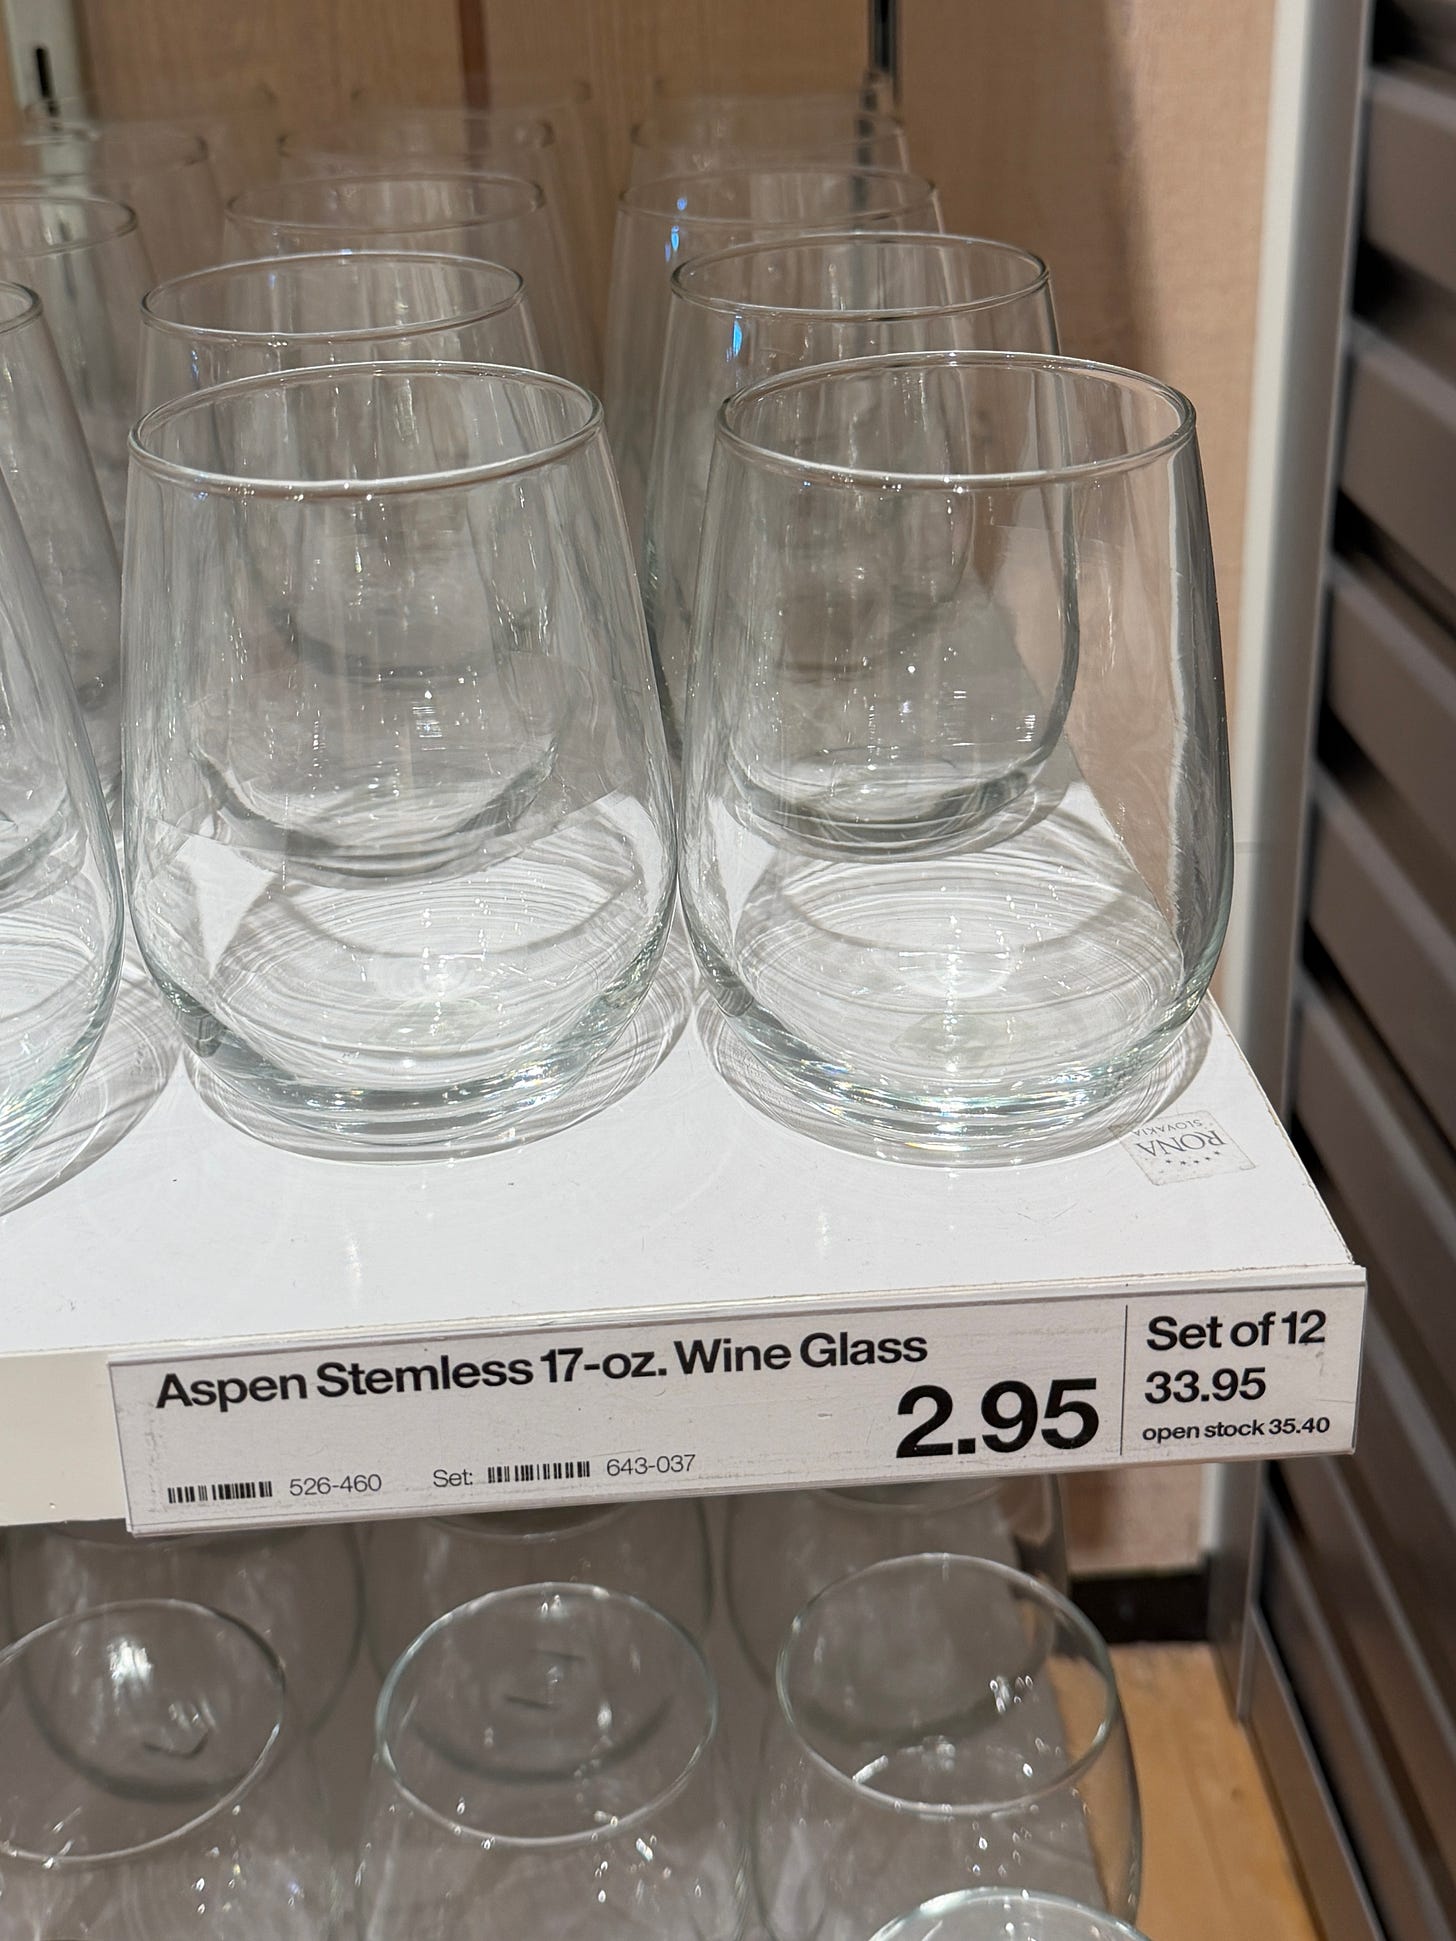 RONA
SLOVAKIA
Aspen Stemless 17-oz. Wine Glass
2.95
526-460 Set: 643-037
Set of 12
33.95
open stock 35.40